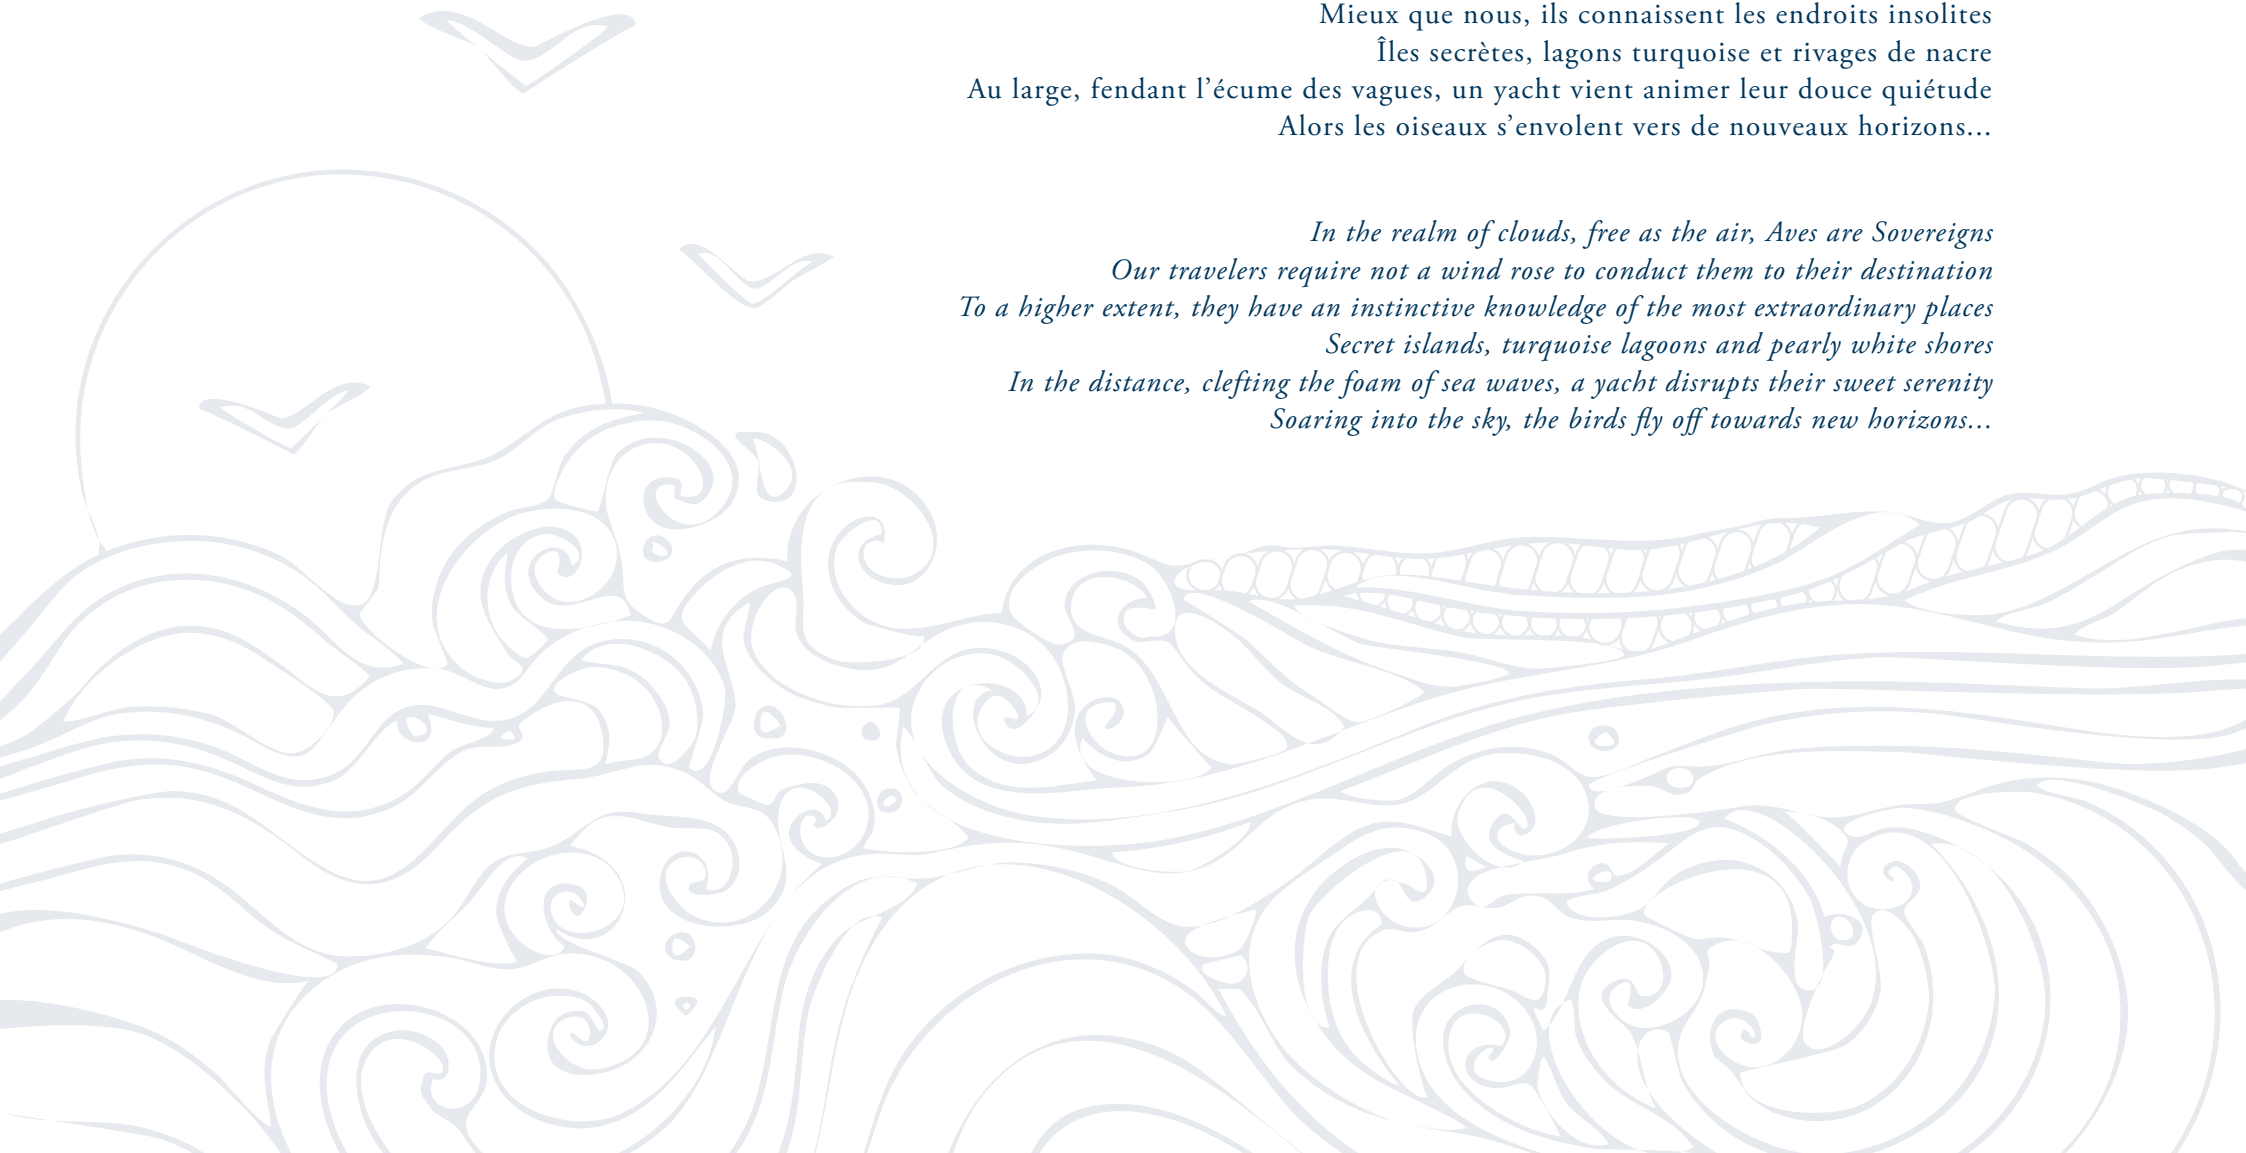 Mieux que nous, ils connaissent les endroits insolites
Îles secrètes, lagons turquoise et rivages de nacre
Au large, fendant l’écume des vagues, un yacht vient animer leur douce quiétude
Alors les oiseaux s’envolent vers de nouveaux horizons...
In the realm of clouds, free as the air, Aves are Sovereigns
Our travelers require not a wind rose to conduct them to their destination
To a higher extent, they have an instinctive knowledge of the most extraordinary places
Secret islands, turquoise lagoons and pearly white shores
In the distance, clefting the foam of sea waves, a yacht disrupts their sweet serenity
Soaring into the sky, the birds fly off towards new horizons...